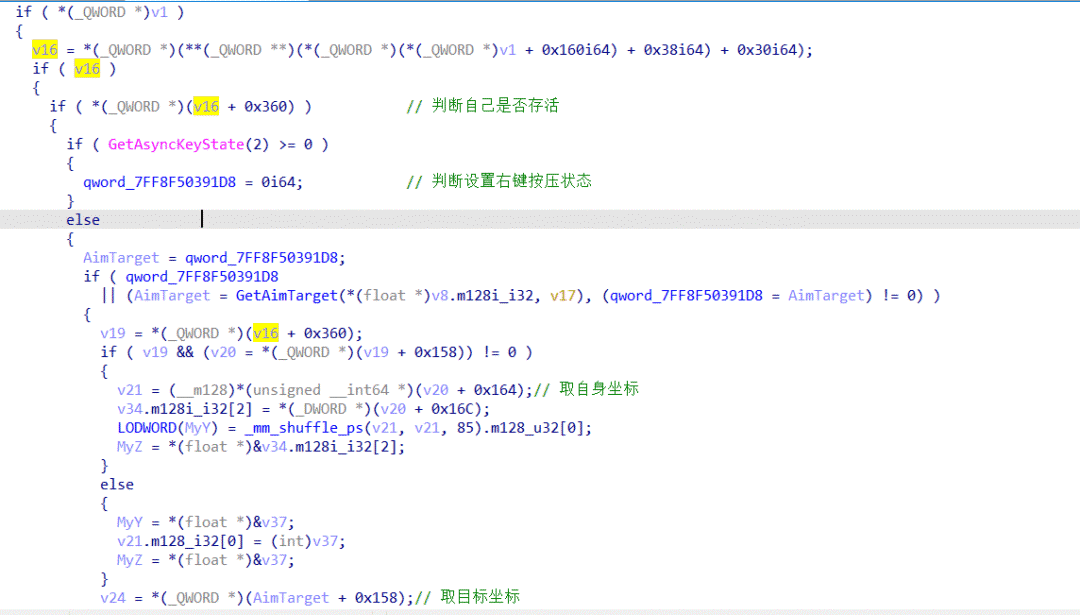 if ( *(_QWORD *)v1 )
{
v16 = *(_QWORD *)(**(_QWORD **)(*(_QWORD *)(*(_QWORD *)v1 + 0x160i64) + 0x38i64) + 0x30i64);
if ( v16 )
{
if ( *(_QWORD *)(v16 + 0x360) ) // 判断自己是否存活
{
if ( GetAsyncKeyState(2) >= 0 )
{
qword_7FF8F50391D8 = 0i64; // 判断设置右键按压状态
}
else
{
AimTarget = qword_7FF8F50391D8;
if ( qword_7FF8F50391D8
|| (AimTarget = GetAimTarget(*(float *)v8.m128i_i32, v17), (qword_7FF8F50391D8 = AimTarget) != 0) )
{
v19 = *(_QWORD *)(v16 + 0x360);
if ( v19 && (v20 = *(_QWORD *)(v19 + 0x158)) != 0 )
{
v21 = (__m128)*(unsigned __int64 *)(v20 + 0x164);// 取自身坐标
v34.m128i_i32[2] = *(_DWORD *)(v20 + 0x16C);
LODWORD(MyY) = _mm_shuffle_ps(v21, v21, 85).m128_u32[0];
MyZ = *(float *)&v34.m128i_i32[2];
}
else
{
MyY = *(float *)&v37;
v21.m128_i32[0] = (int)v37;
MyZ = *(float *)&v37;
}
v24 = *(_QWORD *)(AimTarget + 0x158);// 取目标坐标